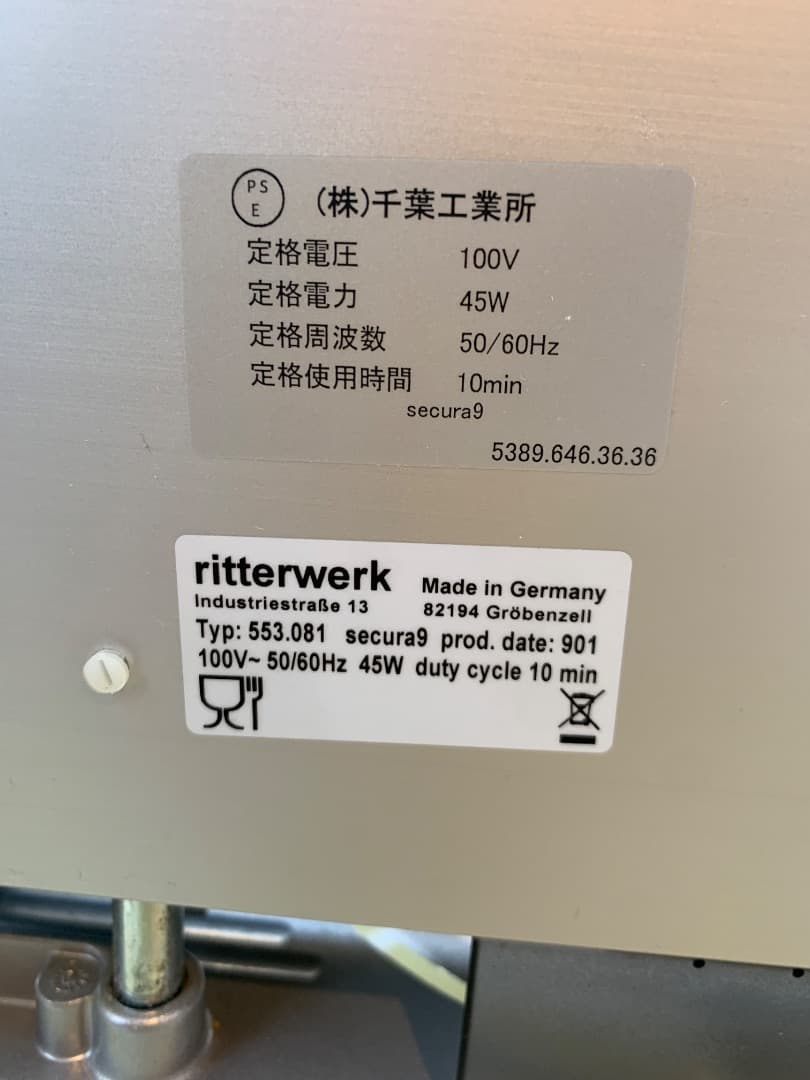 PS
E
(株)千葉工業所
定格電圧 100V
定格電力 45W
定格周波数 50/60Hz
定格使用時間 10min
secura9
5389.646.36.36
ritterwerk Made in Germany
Industriestraße 13 82194 Gröbenzell
Typ: 553.081 secura9 prod. date: 901
100V~ 50/60Hz 45W duty cycle 10 min